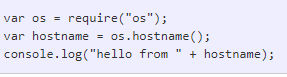 var os = require("os");
var hostname = os.hostname();
console.log("hello from " + hostname);